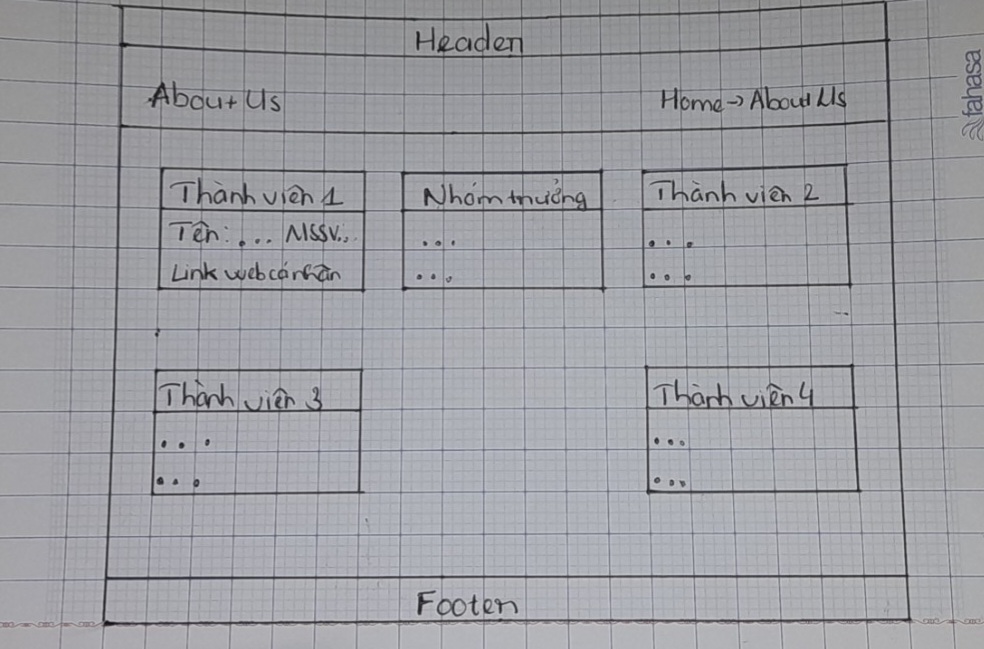 Header
About Us
Home → About Us
Thành viên 1
Tên: ... MSSV..
Link web cá nhân
Nhóm trưởng
...
...
Thành viên 2
...
...
Thành viên 3
...
...
Thành viên 4
...
...
Footer
fahasa